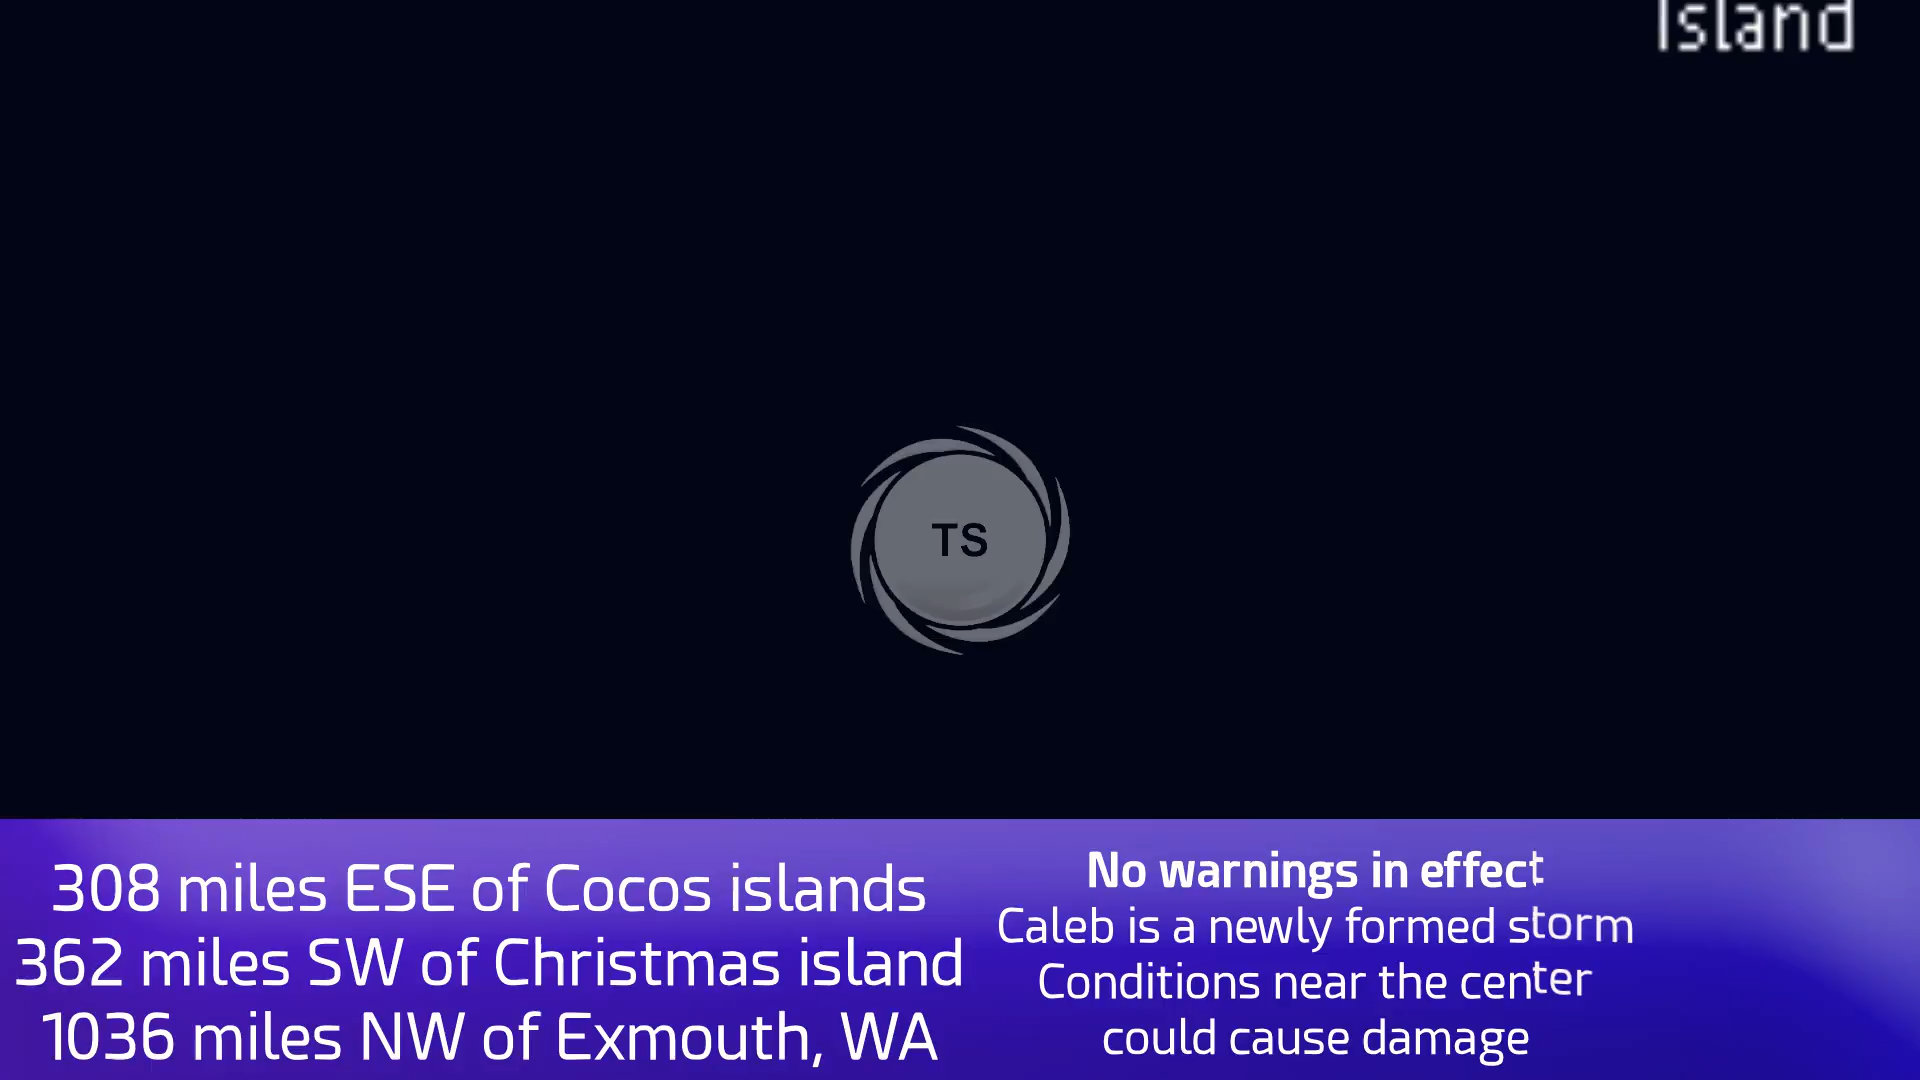 Island
TS
308 miles ESE of Cocos islands
362 miles SW of Christmas island
1036 miles NW of Exmouth, WA
No warnings in effect
Caleb is a newly formed storm
Conditions near the center
could cause damage